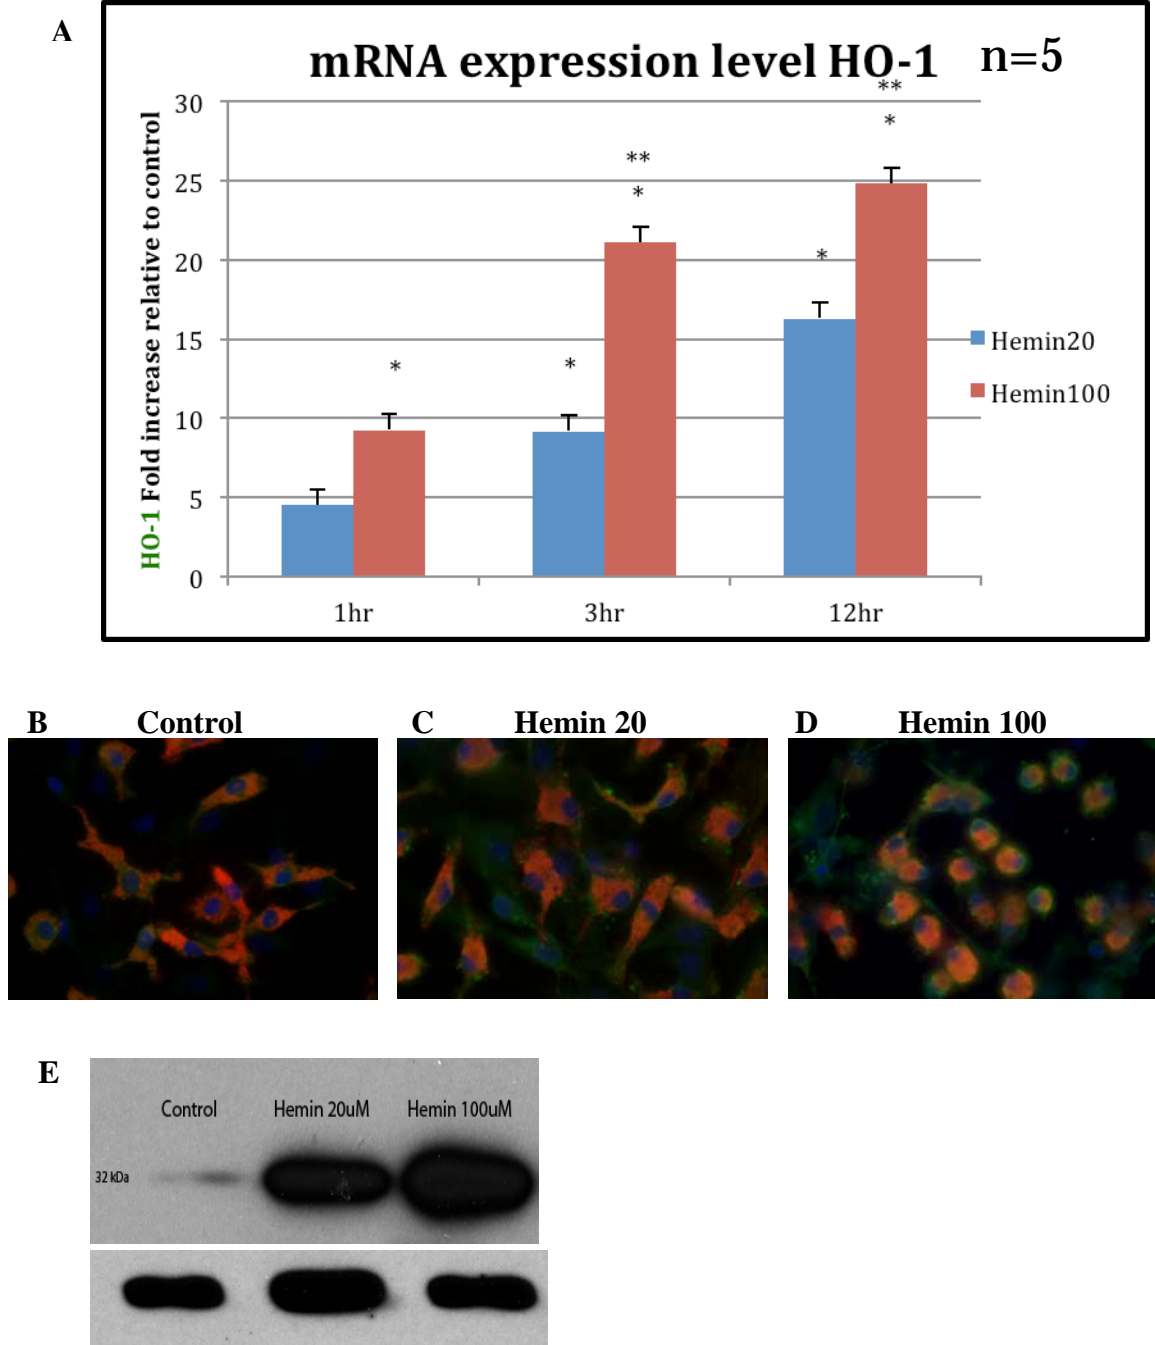 A
mRNA expression level HO-1
n=5
HO-1 Fold increase relative to control
30
25
20
15
10
5
0
*
*
**
*
*
**
*
1hr
3hr
12hr
Hemin20
Hemin100
B
Control
C
Hemin 20
D
Hemin 100
E
Control
Hemin 20uM
Hemin 100uM
32 kDa